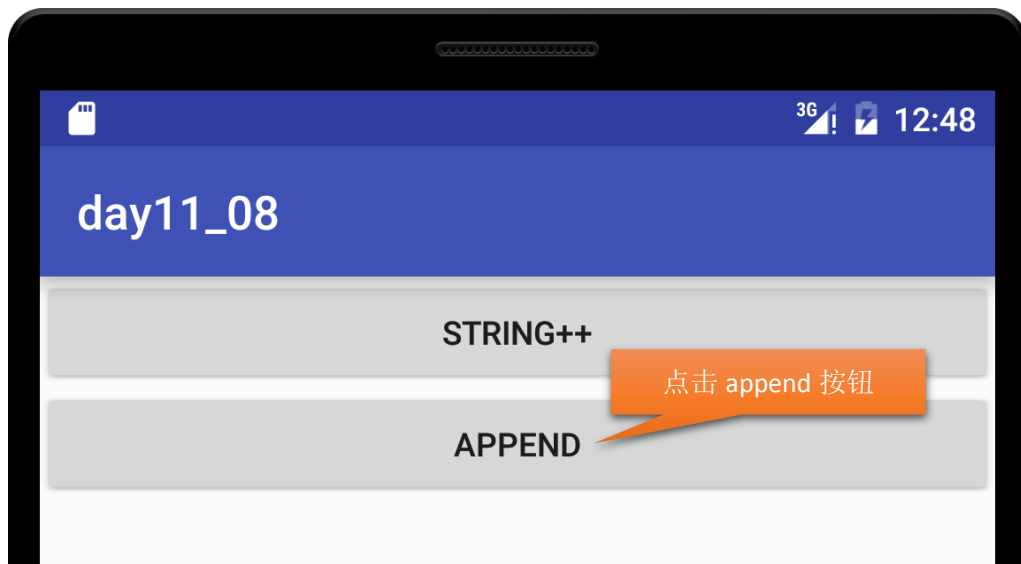 3G 12:48
day11_08
STRING++
点击 append 按钮
APPEND